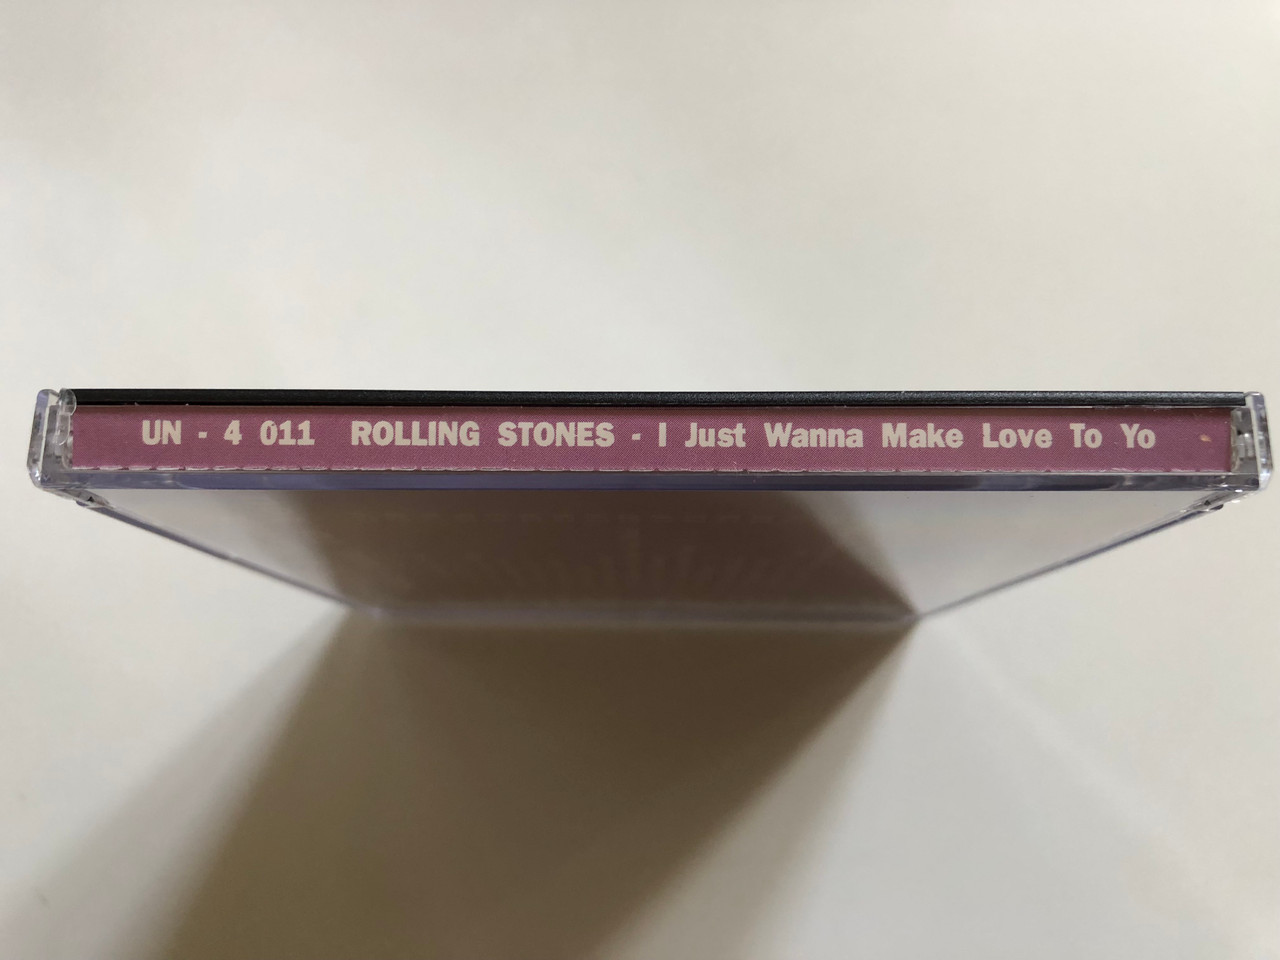 UN - 4 011 ROLLING STONES - I Just Wanna Make Love To Yo